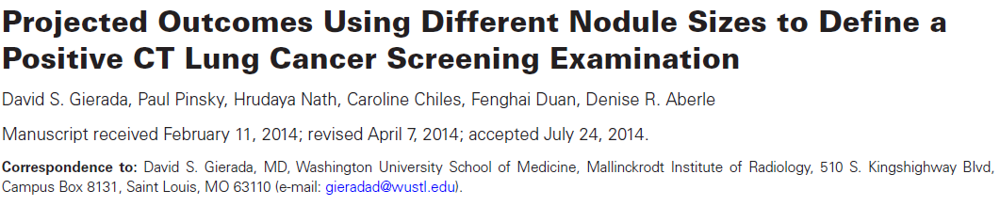 Projected Outcomes Using Different Nodule Sizes to Define a
Positive CT Lung Cancer Screening Examination
David S. Gierada, Paul Pinsky, Hrudaya Nath, Caroline Chiles, Fenghai Duan, Denise R. Aberle
Manuscript received February 11, 2014; revised April 7, 2014; accepted July 24, 2014.
Correspondence to: David S. Gierada, MD, Washington University School of Medicine, Mallinckrodt Institute of Radiology, 510 S. Kingshighway Blvd,
Campus Box 8131, Saint Louis, MO 63110 (e-mail: gieradad@wustl.edu).